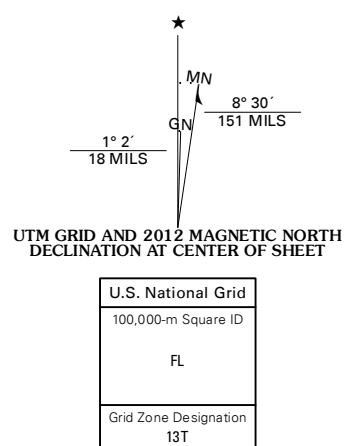 ★
MN
8° 30´
151 MILS
GN
1° 2´
18 MILS
UTM GRID AND 2012 MAGNETIC NORTH
DECLINATION AT CENTER OF SHEET
U.S. National Grid
100,000-m Square ID
FL
Grid Zone Designation
13T